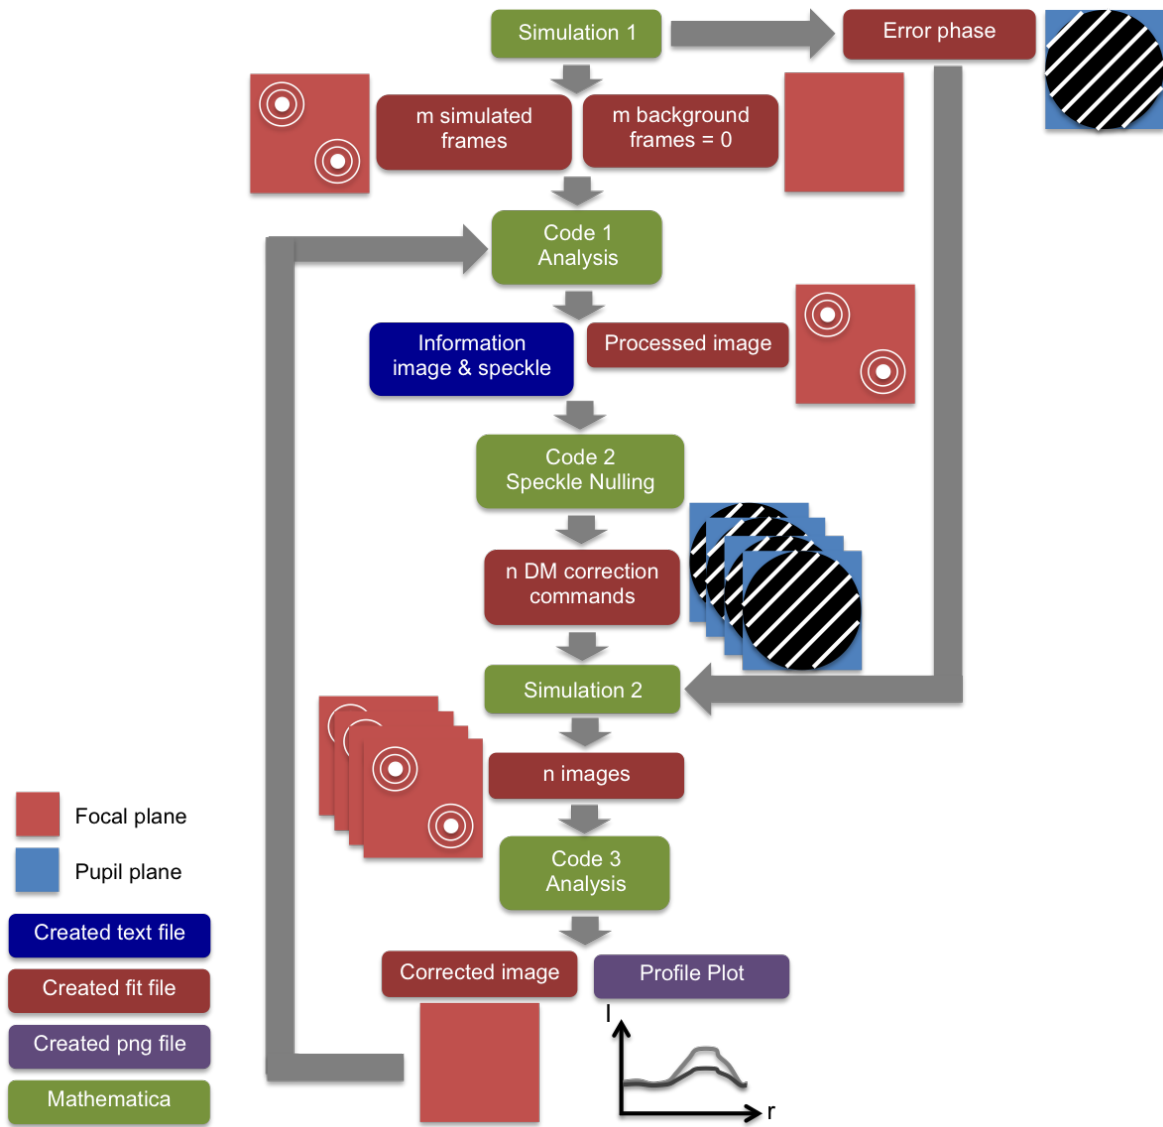 Simulation 1
Error phase
m simulated
frames
m background
frames = 0
Code 1
Analysis
Information
image & speckle
Processed image
Code 2
Speckle Nulling
n DM correction
commands
Simulation 2
n images
Code 3
Analysis
Corrected image
Profile Plot
I
r
Focal plane
Pupil plane
Created text file
Created fit file
Created png file
Mathematica